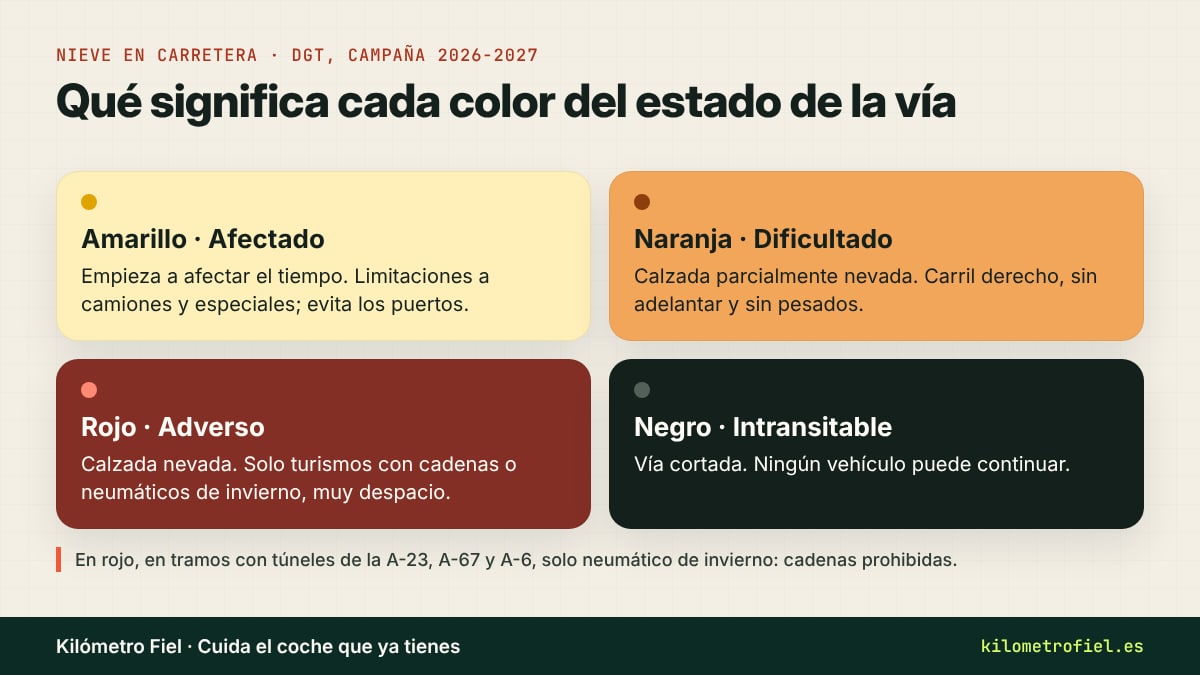 NIEVE EN CARRETERA · DGT, CAMPAÑA 2026-2027
Qué significa cada color del estado de la vía
Amarillo · Afectado
Empieza a afectar el tiempo. Limitaciones a
camiones y especiales; evita los puertos.
Naranja · Dificultado
Calzada parcialmente nevada. Carril derecho, sin
adelantar y sin pesados.
Rojo · Adverso
Calzada nevada. Solo turismos con cadenas o
neumáticos de invierno, muy despacio.
Negro · Intransitable
Vía cortada. Ningún vehículo puede continuar.
En rojo, en tramos con túneles de la A-23, A-67 y A-6, solo neumático de invierno: cadenas prohibidas.
Kilómetro Fiel · Cuida el coche que ya tienes
kilometrofiel.es